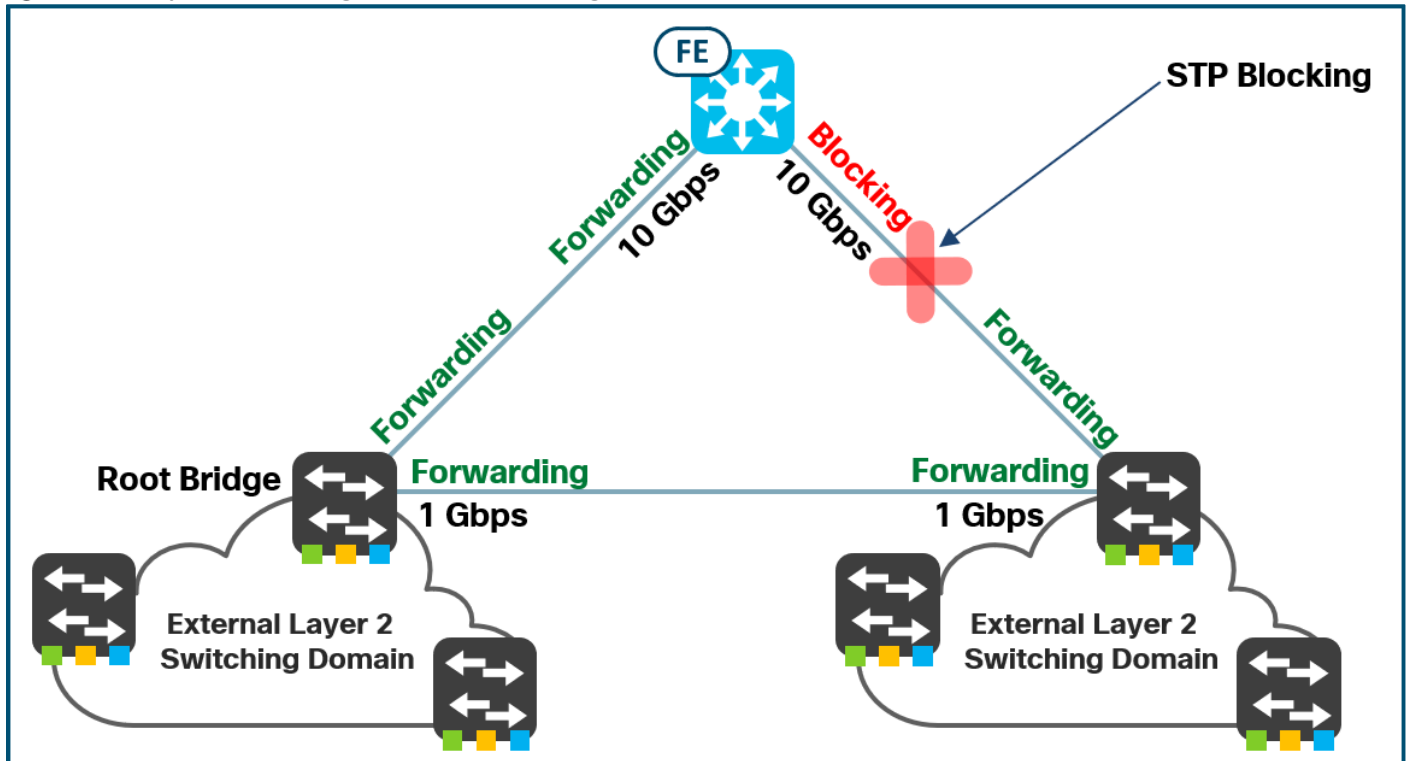 FE
STP Blocking
Forwarding
10 Gbps
Blocking
10 Gbps
Forwarding
Forwarding
Root Bridge
Forwarding
1 Gbps
Forwarding
1 Gbps
External Layer 2
Switching Domain
External Layer 2
Switching Domain